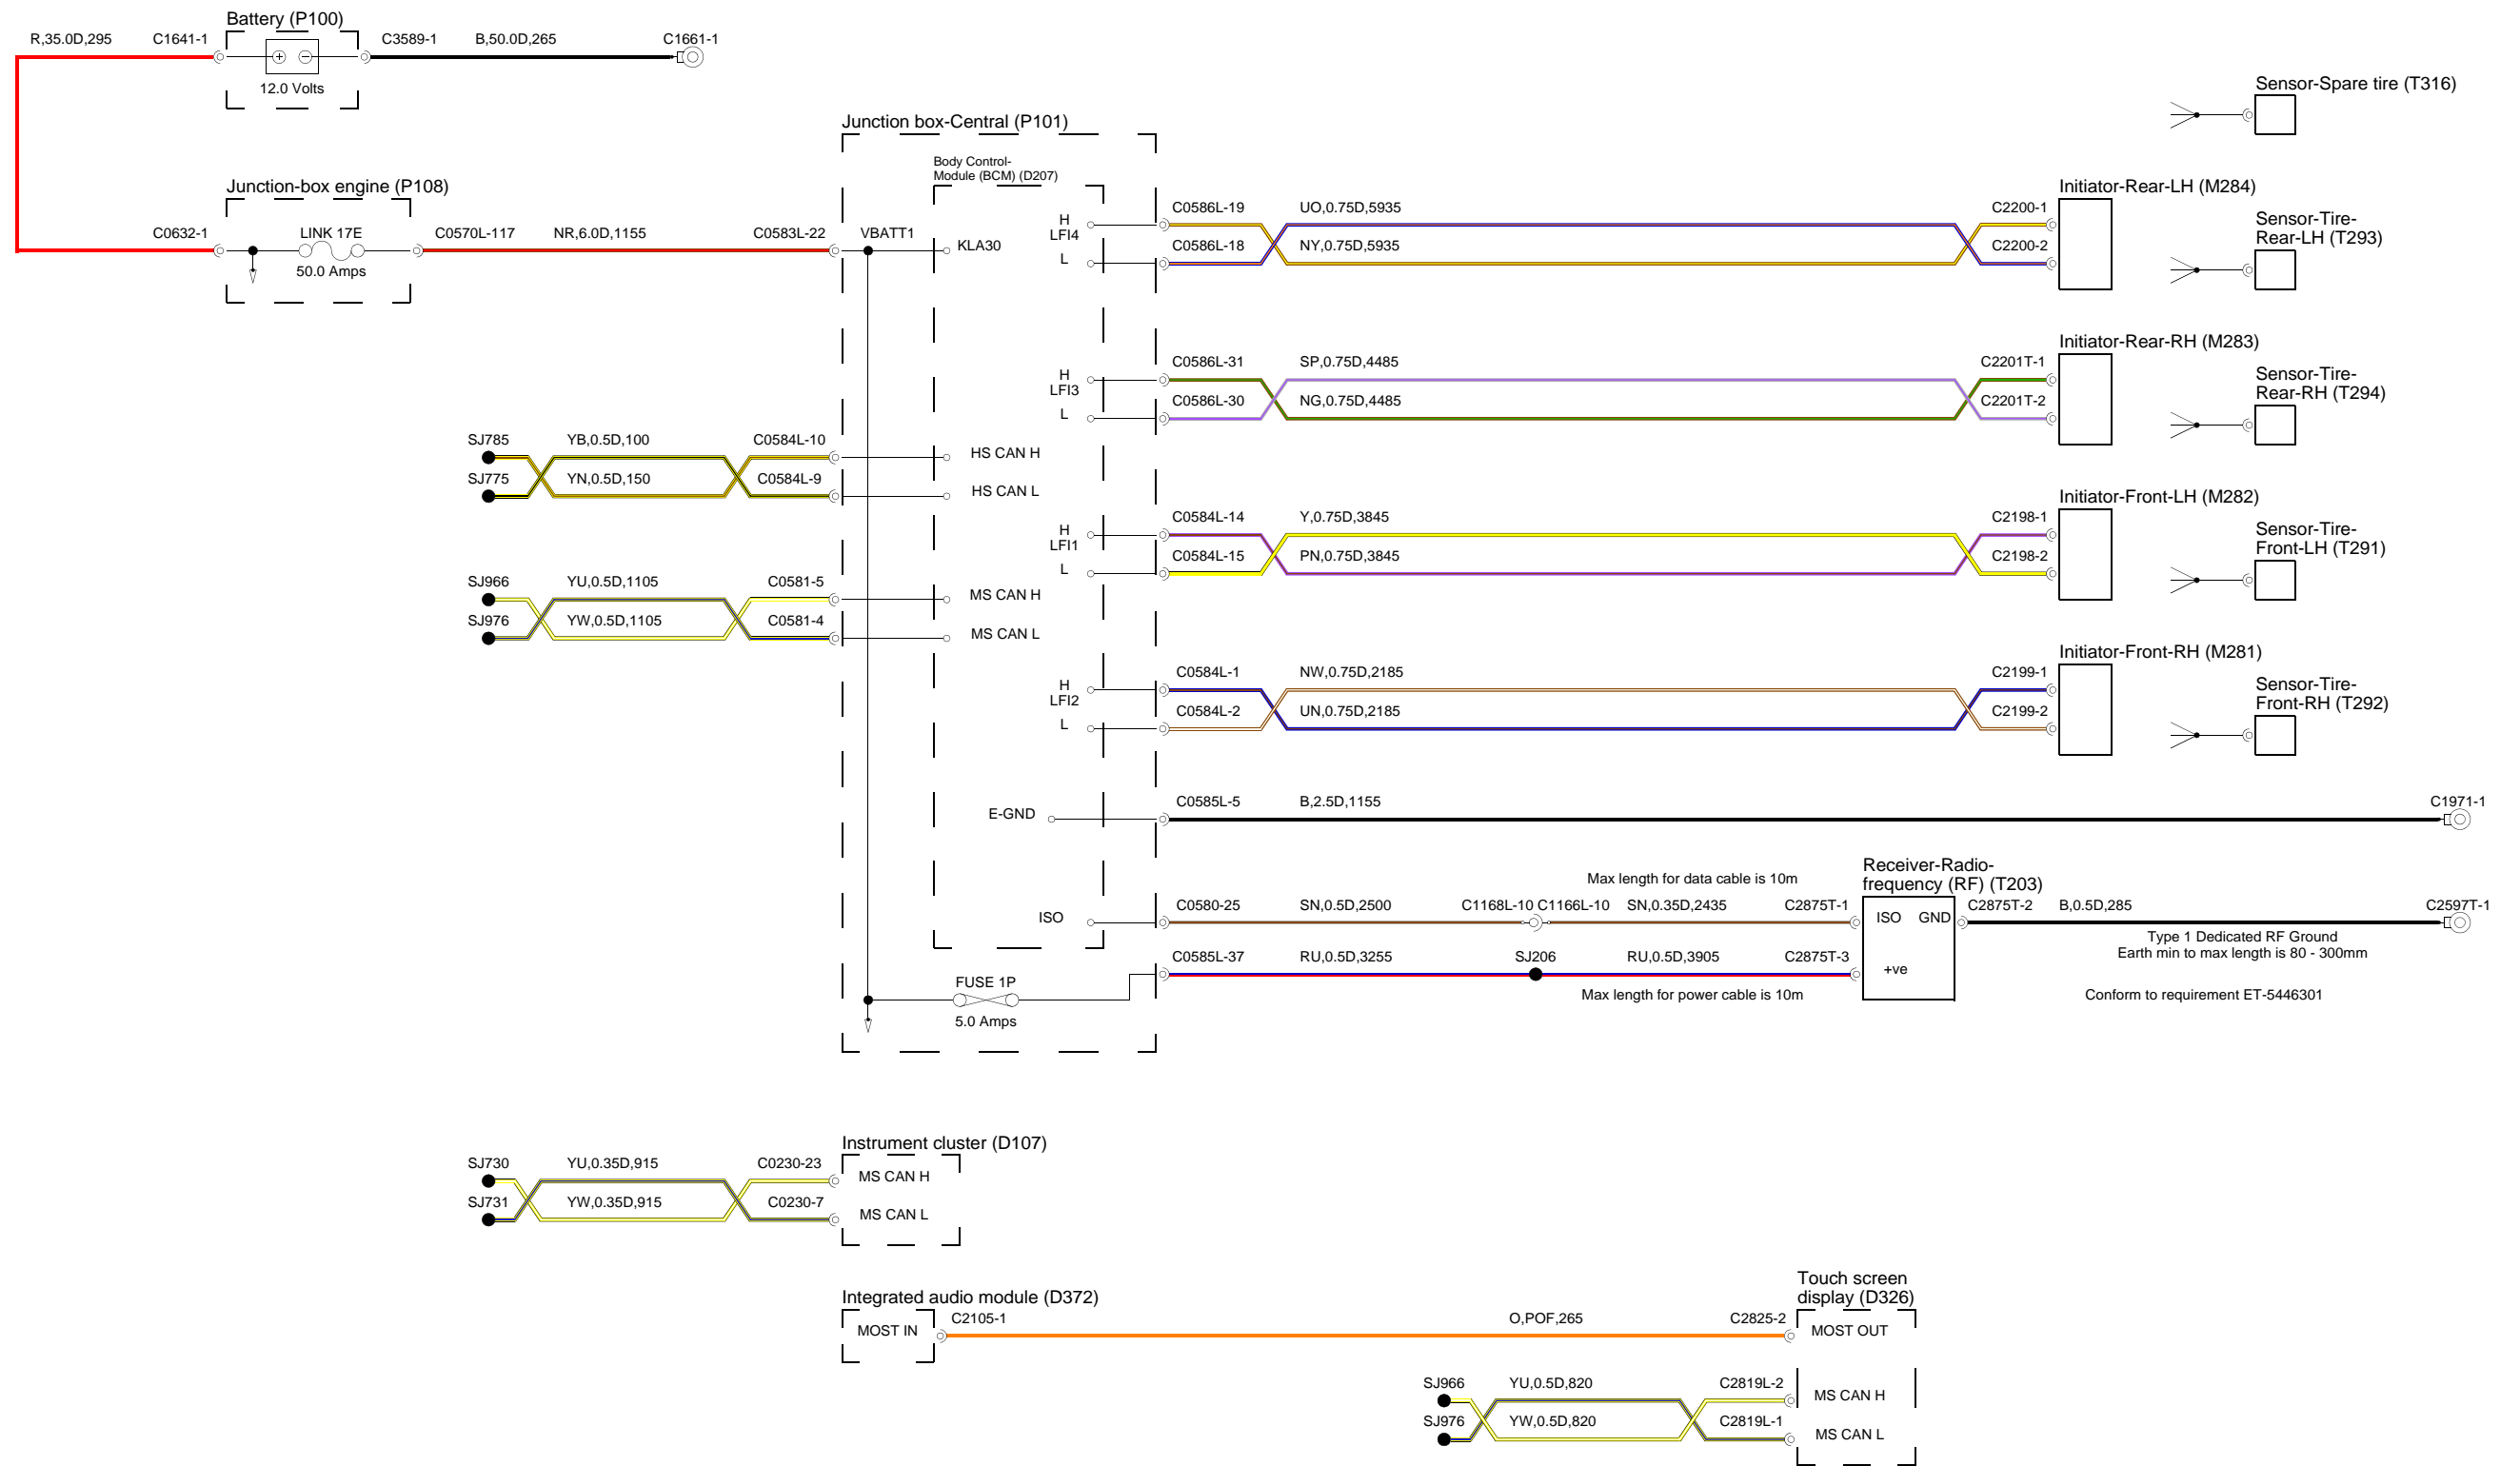 Battery (P100)
R,35.0D,295
C1641-1
C3589-1
B,50.0D,265
C1661-1
12.0 Volts
Sensor-Spare tire (T316)
Junction box-Central (P101)
Body Control-
Module (BCM) (D207)
Junction-box engine (P108)
C0632-1
LINK 17E
50.0 Amps
C0570L-117
NR,6.0D,1155
C0583L-22
VBATT1
KLA30
H
LFI4
L
C0586L-19
UO,0.75D,5935
C2200-1
C0586L-18
NY,0.75D,5935
C2200-2
Initiator-Rear-LH (M284)
Sensor-Tire-
Rear-LH (T293)
H
LFI3
L
C0586L-31
SP,0.75D,4485
C2201T-1
C0586L-30
NG,0.75D,4485
C2201T-2
Initiator-Rear-RH (M283)
Sensor-Tire-
Rear-RH (T294)
SJ785
YB,0.5D,100
C0584L-10
HS CAN H
SJ775
YN,0.5D,150
C0584L-9
HS CAN L
H
LFI1
L
C0584L-14
Y,0.75D,3845
C2198-1
C0584L-15
PN,0.75D,3845
C2198-2
Initiator-Front-LH (M282)
Sensor-Tire-
Front-LH (T291)
SJ966
YU,0.5D,1105
C0581-5
MS CAN H
SJ976
YW,0.5D,1105
C0581-4
MS CAN L
H
LFI2
L
C0584L-1
NW,0.75D,2185
C2199-1
C0584L-2
UN,0.75D,2185
C2199-2
Initiator-Front-RH (M281)
Sensor-Tire-
Front-RH (T292)
E-GND
C0585L-5
B,2.5D,1155
C1971-1
Max length for data cable is 10m
Receiver-Radio-
frequency (RF) (T203)
ISO
C0580-25
SN,0.5D,2500
C1168L-10
C1166L-10
SN,0.35D,2435
C2875T-1
ISO
GND
C2875T-2
B,0.5D,285
C2597T-1
Type 1 Dedicated RF Ground
Earth min to max length is 80 - 300mm
C0585L-37
RU,0.5D,3255
SJ206
RU,0.5D,3905
C2875T-3
+ve
FUSE 1P
5.0 Amps
Max length for power cable is 10m
Conform to requirement ET-5446301
Instrument cluster (D107)
SJ730
YU,0.35D,915
C0230-23
MS CAN H
SJ731
YW,0.35D,915
C0230-7
MS CAN L
Integrated audio module (D372)
MOST IN
C2105-1
O,POF,265
C2825-2
Touch screen
display (D326)
MOST OUT
SJ966
YU,0.5D,820
C2819L-2
MS CAN H
SJ976
YW,0.5D,820
C2819L-1
MS CAN L